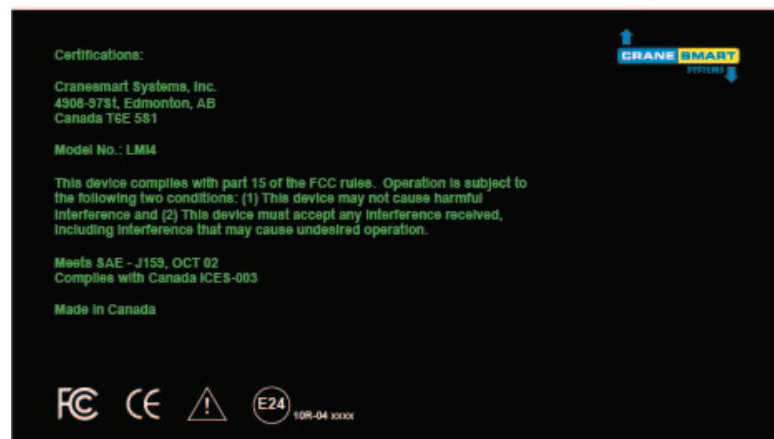 Certifications:
CRANE SMART
SYSTEMS
Cranesmart Systems, Inc.
4908-97St, Edmonton, AB
Canada T6E 5S1
Model No.: LMI4
This device complies with part 15 of the FCC rules. Operation is subject to
the following two conditions: (1) This device may not cause harmful
interference and (2) This device must accept any interference received,
including interference that may cause undesired operation.
Meets SAE - J159, OCT 02
Complies with Canada ICES-003
Made in Canada
FC CE ! E24 10R-04 xxxx